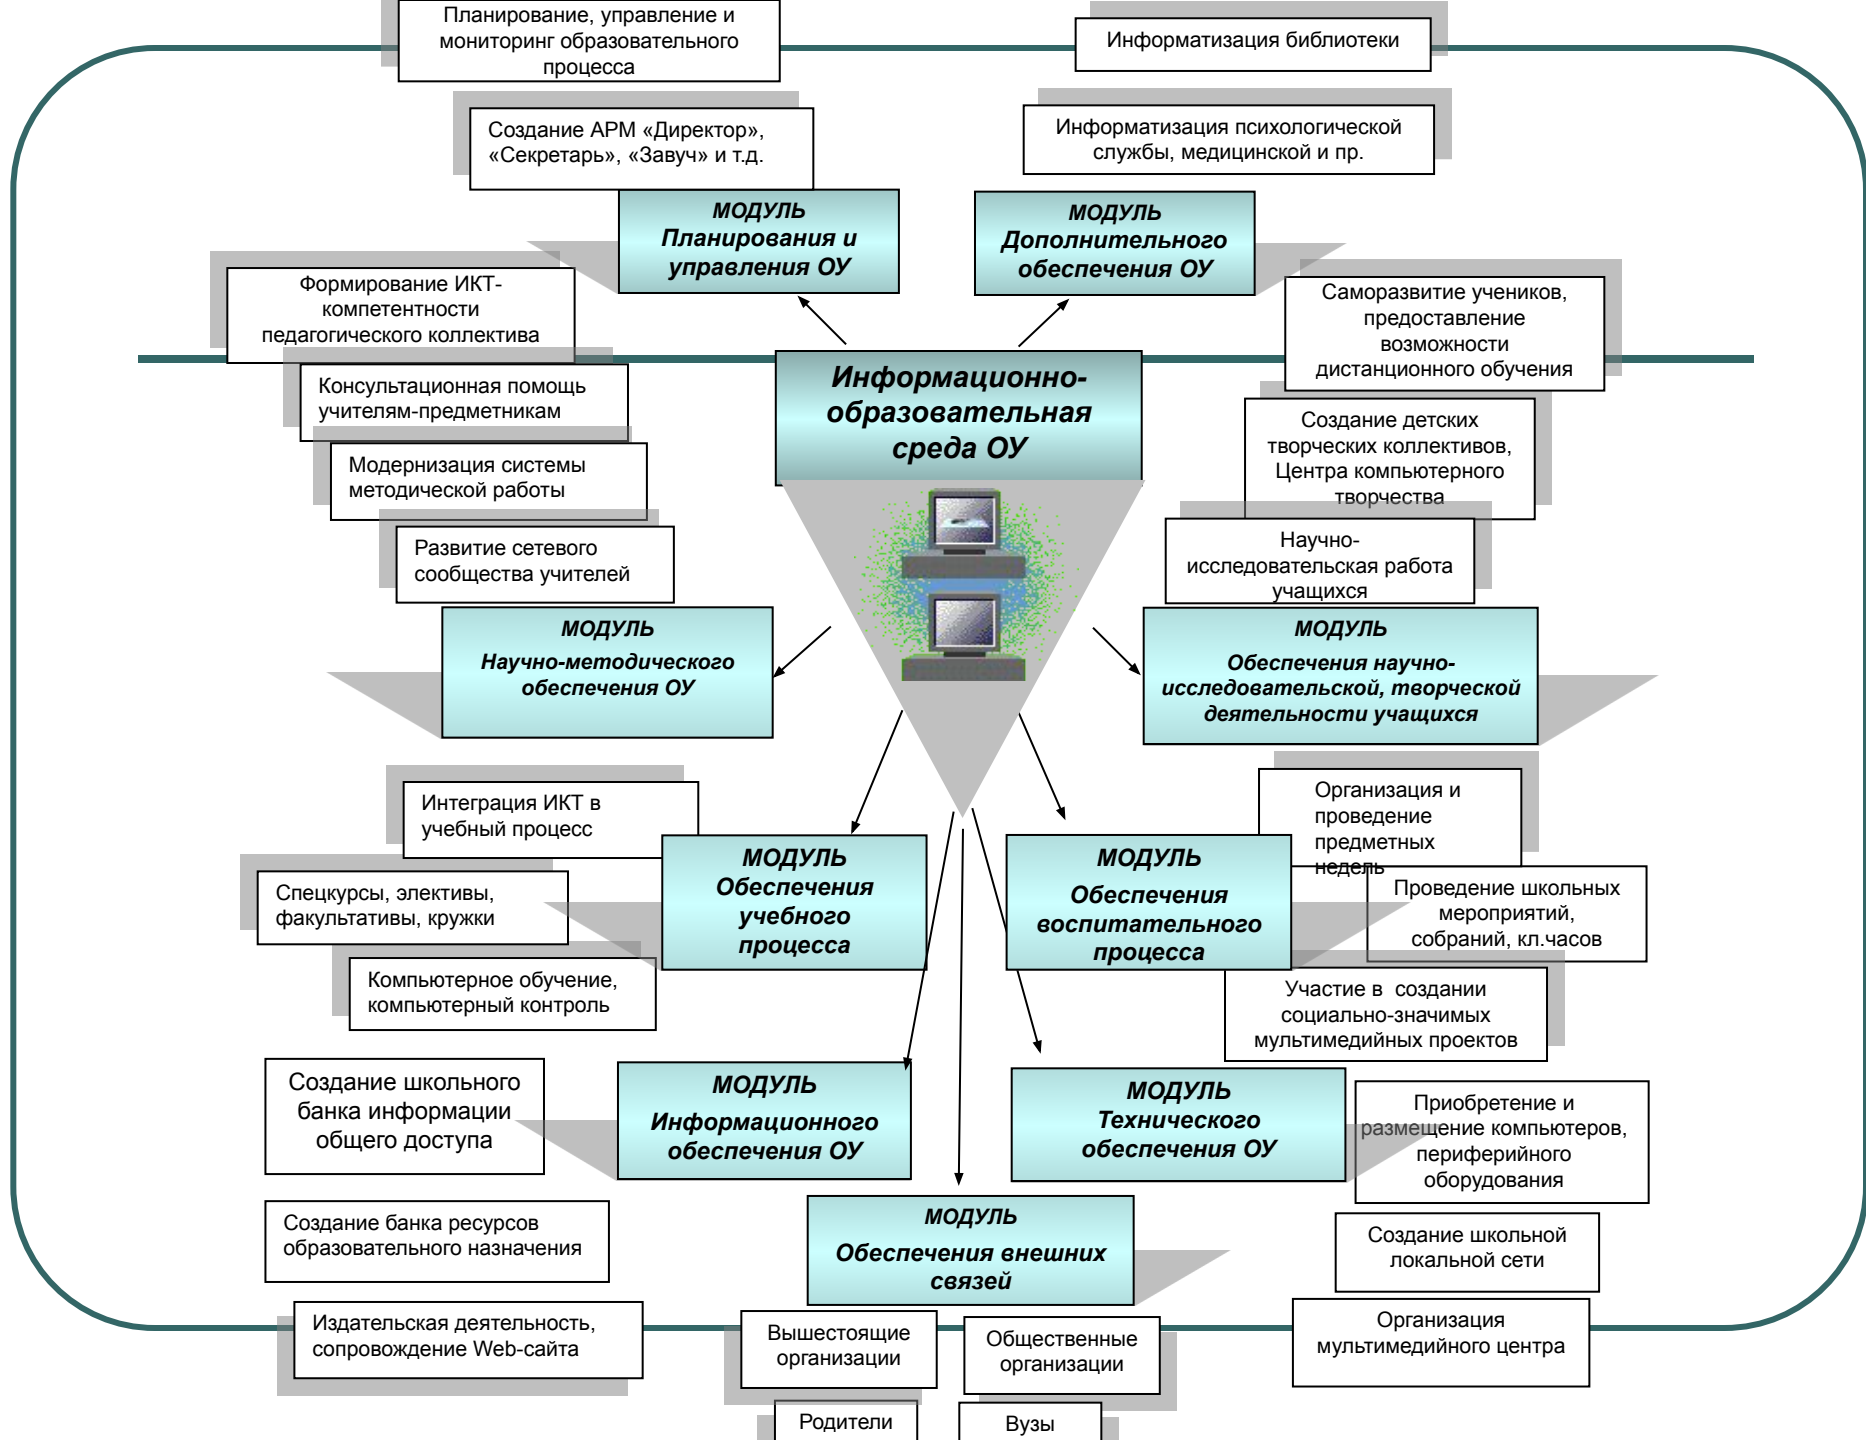 Планирование, управление и
мониторинг образовательного
процесса
Информатизация библиотеки
Создание АРМ «Директор»,
«Секретарь», «Завуч» и т.д.
Информатизация психологической
службы, медицинской и пр.
МОДУЛЬ
Планирования и
управления ОУ
МОДУЛЬ
Дополнительного
обеспечения ОУ
Формирование ИКТ-
компетентности
педагогического коллектива
Саморазвитие учеников,
предоставление
возможности
дистанционного обучения
Информационно-
образовательная
среда ОУ
Консультационная помощь
учителям-предметникам
Создание детских
творческих коллективов,
Центра компьютерного
творчества
Модернизация системы
методической работы
Развитие сетевого
сообщества учителей
Научно-
исследовательская работа
учащихся
МОДУЛЬ
Научно-методического
обеспечения ОУ
МОДУЛЬ
Обеспечения научно-
исследовательской, творческой
деятельности учащихся
Интеграция ИКТ в
учебный процесс
Организация и
проведение
предметных
недель
МОДУЛЬ
Обеспечения
учебного
процесса
МОДУЛЬ
Обеспечения
воспитательного
процесса
Спецкурсы, элективы,
факультативы, кружки
Проведение школьных
мероприятий,
собраний, кл.часов
Компьютерное обучение,
компьютерный контроль
Участие в  создании
социально-значимых
мультимедийных проектов
Создание школьного
банка информации
общего доступа
МОДУЛЬ
Информационного
обеспечения ОУ
МОДУЛЬ
Технического
обеспечения ОУ
Приобретение и
размещение компьютеров,
периферийного
оборудования
Создание банка ресурсов
образовательного назначения
МОДУЛЬ
Обеспечения внешних
связей
Создание школьной
локальной сети
Издательская деятельность,
сопровождение Web-сайта
Вышестоящие
организации
Общественные
организации
Организация
мультимедийного центра
Родители
Вузы